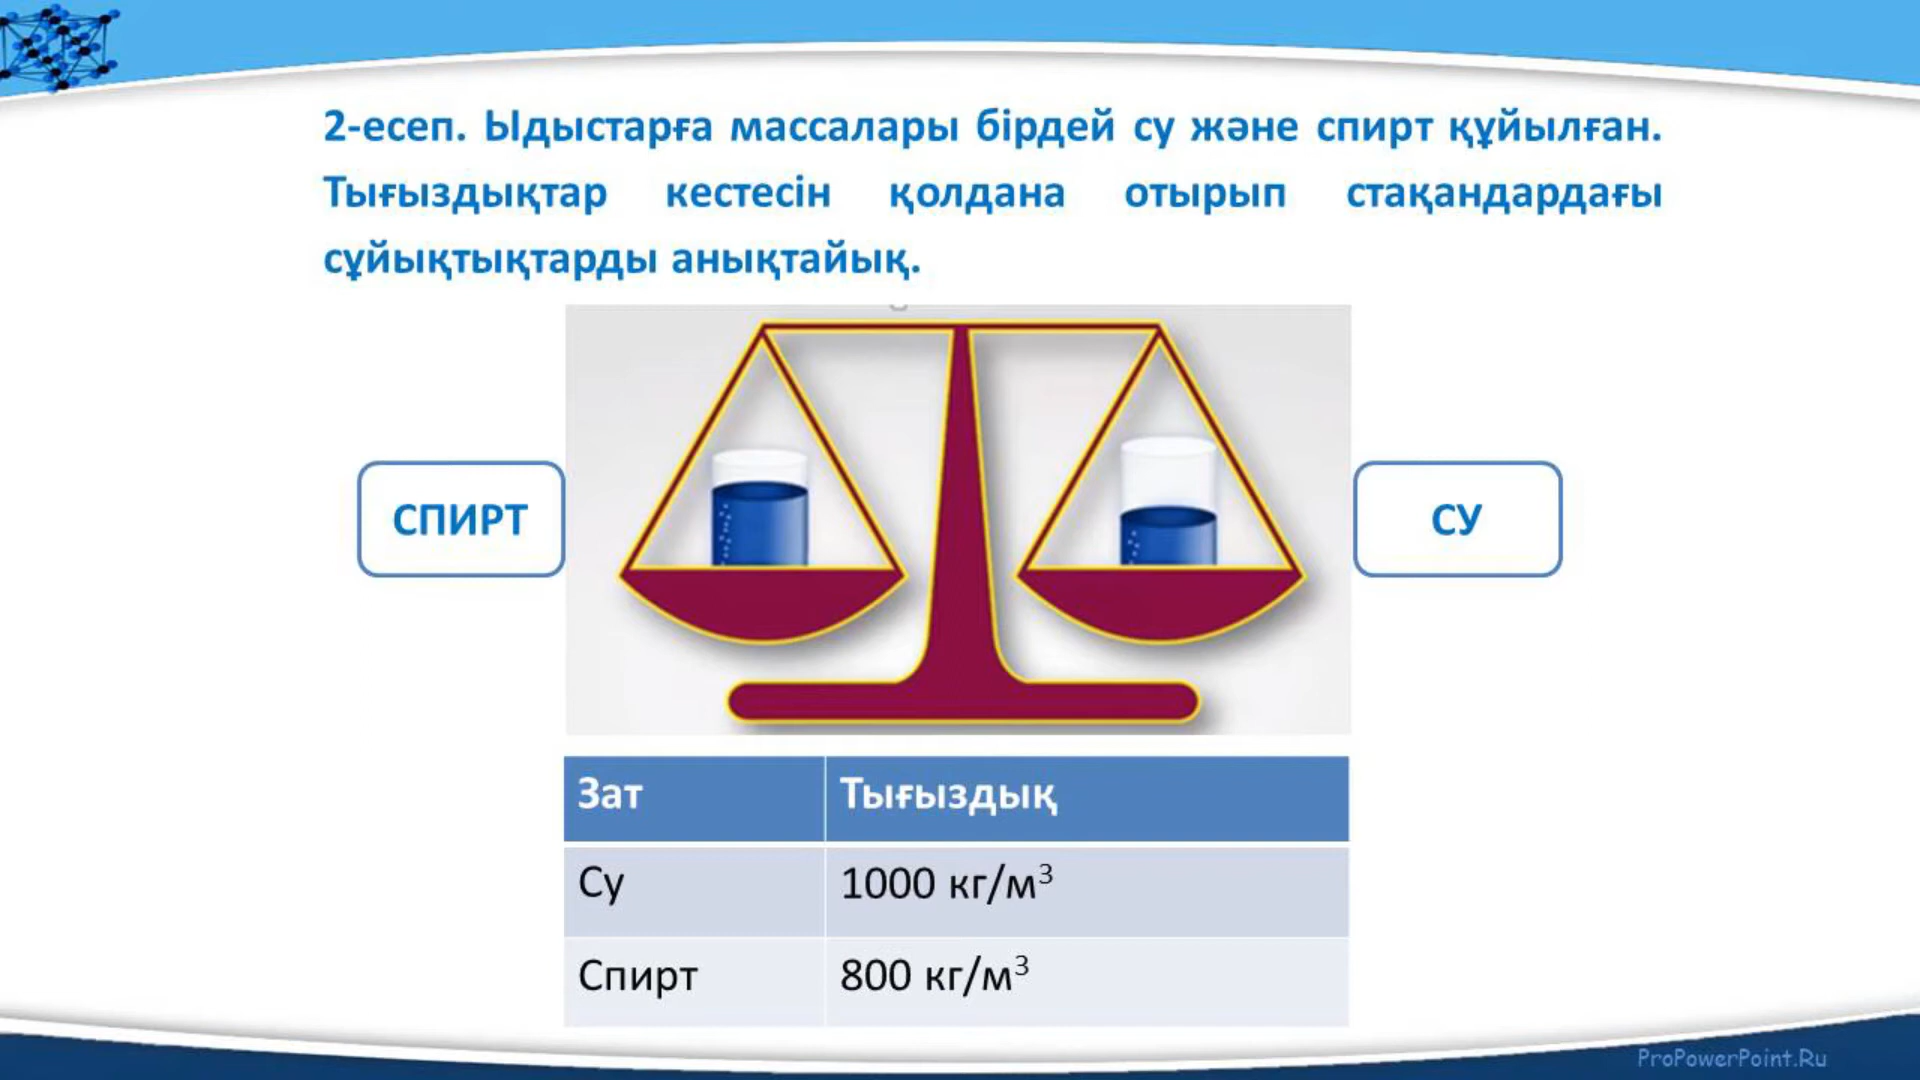 2-есеп. Ыдыстарға массалары бірдей су және спирт құйылған.
Тығыздықтар кестесін қолдана отырып стақандардағы
сұйықтықтарды анықтайық.
СПИРТ
СУ
Зат Тығыздық
Су 1000 кг/м³
Спирт 800 кг/м³
ProPowerPoint.Ru